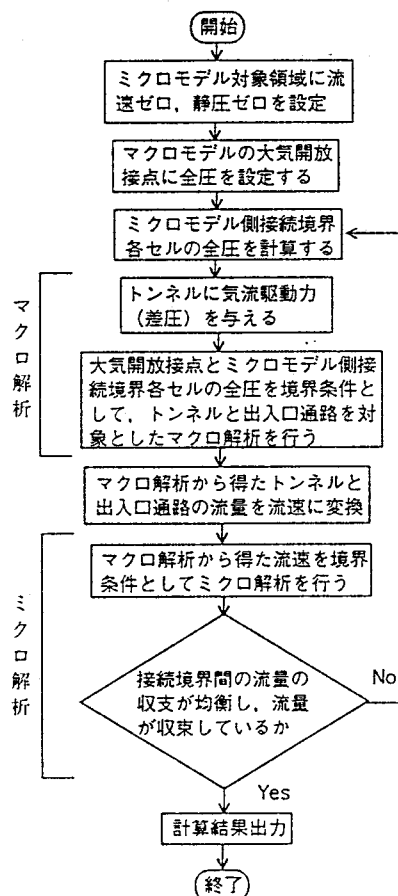 開始
ミクロモデル対象領域に流
速ゼロ，静圧ゼロを設定
マクロモデルの大気開放
接点に全圧を設定する
ミクロモデル側接続境界
各セルの全圧を計算する
マクロ解析
トンネルに気流駆動力
（差圧）を与える
大気開放接点とミクロモデル側接
続境界各セルの全圧を境界条件と
して，トンネルと出入口通路を対
象としたマクロ解析を行う
マクロ解析から得たトンネルと
出入口通路の流量を流速に変換
ミクロ解析
マクロ解析から得た流速を境界
条件としてミクロ解析を行う
接続境界間の流量の
収支が均衡し，流量
が収束しているか
No
Yes
計算結果出力
終了